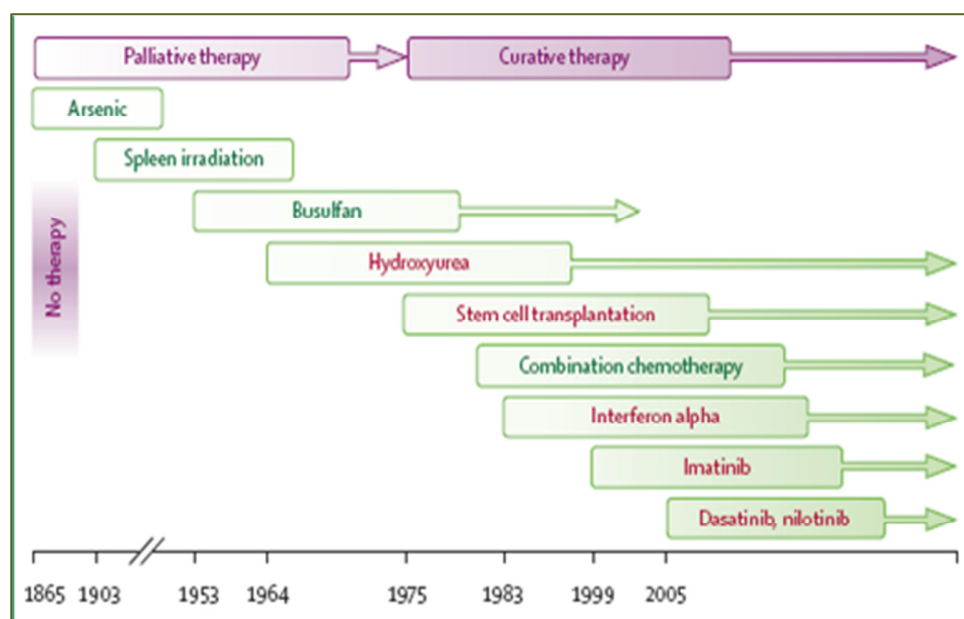 Palliative therapy
Curative therapy
Arsenic
Spleen irradiation
Busulfan
No therapy
Hydroxyurea
Stem cell transplantation
Combination chemotherapy
Interferon alpha
Imatinib
Dasatinib, nilotinib
1865 1903 1953 1964 1975 1983 1999 2005